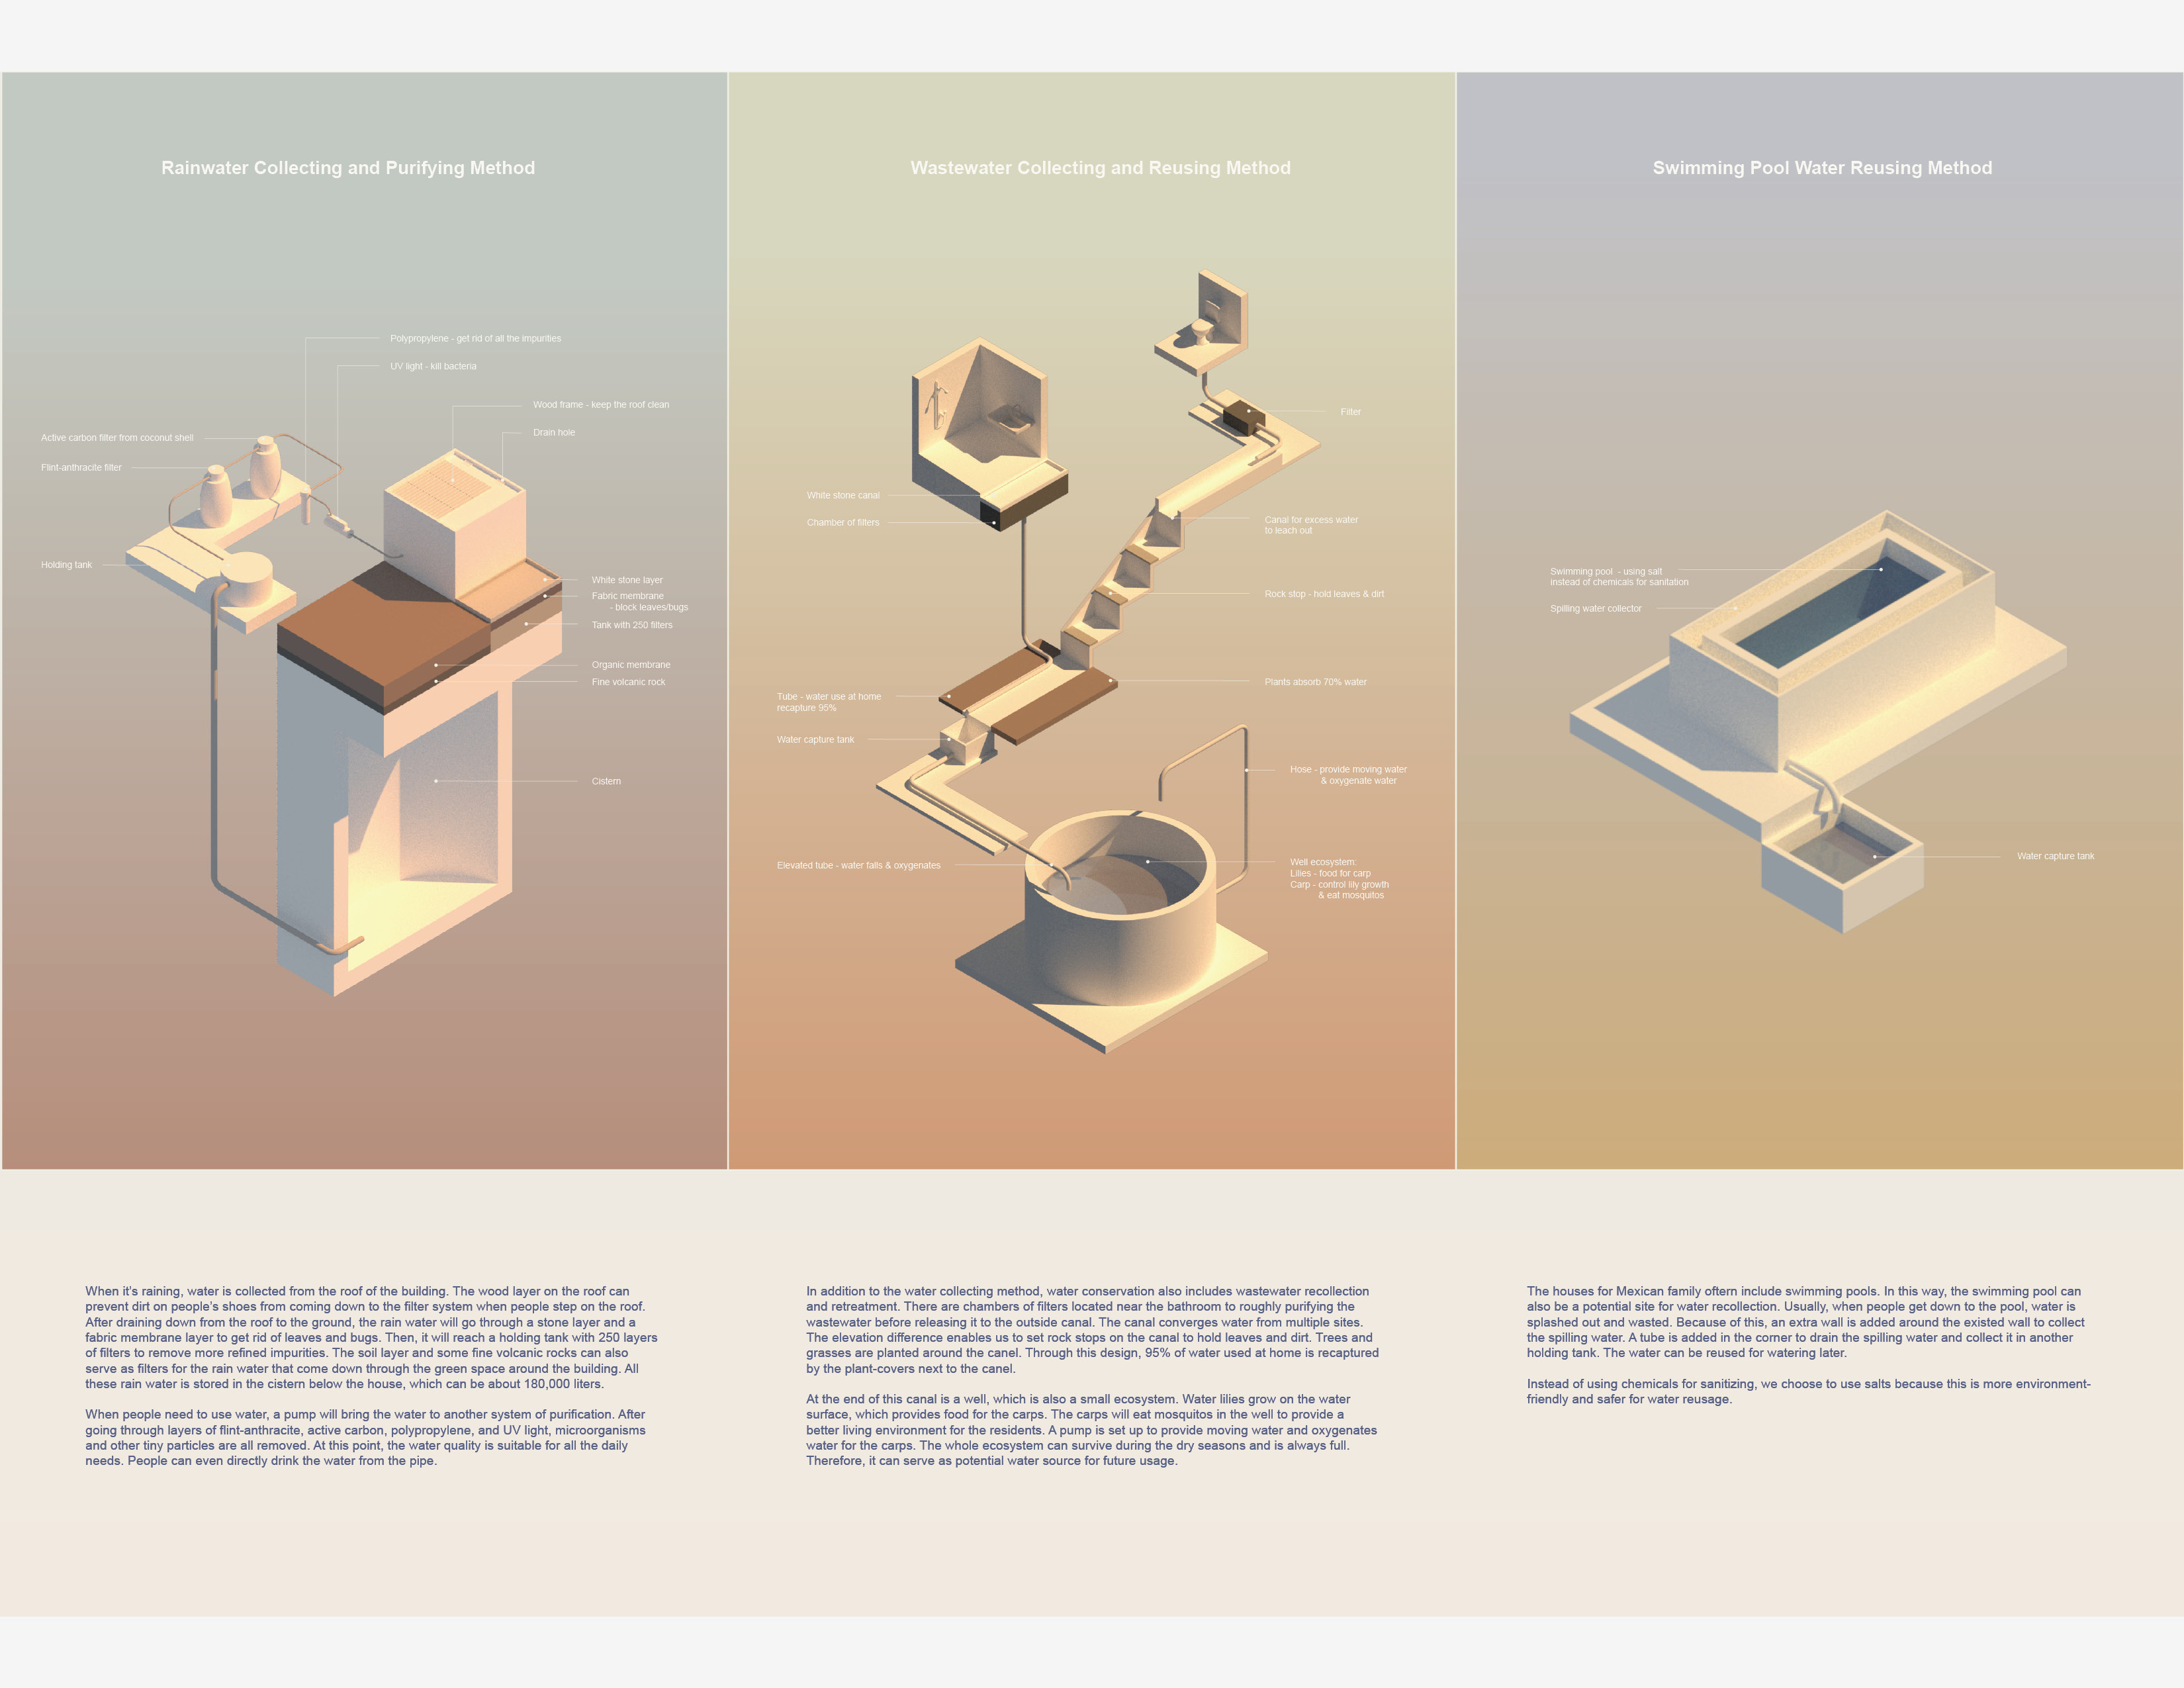 Rainwater Collecting and Purifying Method
Polypropylene - get rid of all the impurities
UV light - kill bacteria
Wood frame - keep the roof clean
Drain hole
Active carbon filter from coconut shell
Flint-anthracite filter
Holding tank
White stone layer
Fabric membrane
- block leaves/bugs
Tank with 250 filters
Organic membrane
Fine volcanic rock
Cistern
When it's raining, water is collected from the roof of the building. The wood layer on the roof can
prevent dirt on people's shoes from coming down to the filter system when people step on the roof.
After draining down from the roof to the ground, the rain water will go through a stone layer and a
fabric membrane layer to get rid of leaves and bugs. Then, it will reach a holding tank with 250 layers
of filters to remove more refined impurities. The soil layer and some fine volcanic rocks can also
serve as filters for the rain water that come down through the green space around the building. All
these rain water is stored in the cistern below the house, which can be about 180,000 liters.
When people need to use water, a pump will bring the water to another system of purification. After
going through layers of flint-anthracite, active carbon, polypropylene, and UV light, microorganisms
and other tiny particles are all removed. At this point, the water quality is suitable for all the daily
needs. People can even directly drink the water from the pipe.
Wastewater Collecting and Reusing Method
Filter
White stone canal
Chamber of filters
Canal for excess water
to leach out
Rock stop - hold leaves & dirt
Plants absorb 70% water
Tube - water use at home
recapture 95%
Water capture tank
Hose - provide moving water
& oxygenate water
Elevated tube - water falls & oxygenates
Well ecosystem:
Lilies - food for carp
Carp - control lily growth
& eat mosquitos
In addition to the water collecting method, water conservation also includes wastewater recollection
and retreatment. There are chambers of filters located near the bathroom to roughly purifying the
wastewater before releasing it to the outside canal. The canal converges water from multiple sites.
The elevation difference enables us to set rock stops on the canal to hold leaves and dirt. Trees and
grasses are planted around the canel. Through this design, 95% of water used at home is recaptured
by the plant-covers next to the canel.
At the end of this canal is a well, which is also a small ecosystem. Water lilies grow on the water
surface, which provides food for the carps. The carps will eat mosquitos in the well to provide a
better living environment for the residents. A pump is set up to provide moving water and oxygenates
water for the carps. The whole ecosystem can survive during the dry seasons and is always full.
Therefore, it can serve as potential water source for future usage.
Swimming Pool Water Reusing Method
Swimming pool - using salt
instead of chemicals for sanitation
Spilling water collector
Water capture tank
The houses for Mexican family oftern include swimming pools. In this way, the swimming pool can
also be a potential site for water recollection. Usually, when people get down to the pool, water is
splashed out and wasted. Because of this, an extra wall is added around the existed wall to collect
the spilling water. A tube is added in the corner to drain the spilling water and collect it in another
holding tank. The water can be reused for watering later.
Instead of using chemicals for sanitizing, we choose to use salts because this is more environment-
friendly and safer for water reusage.